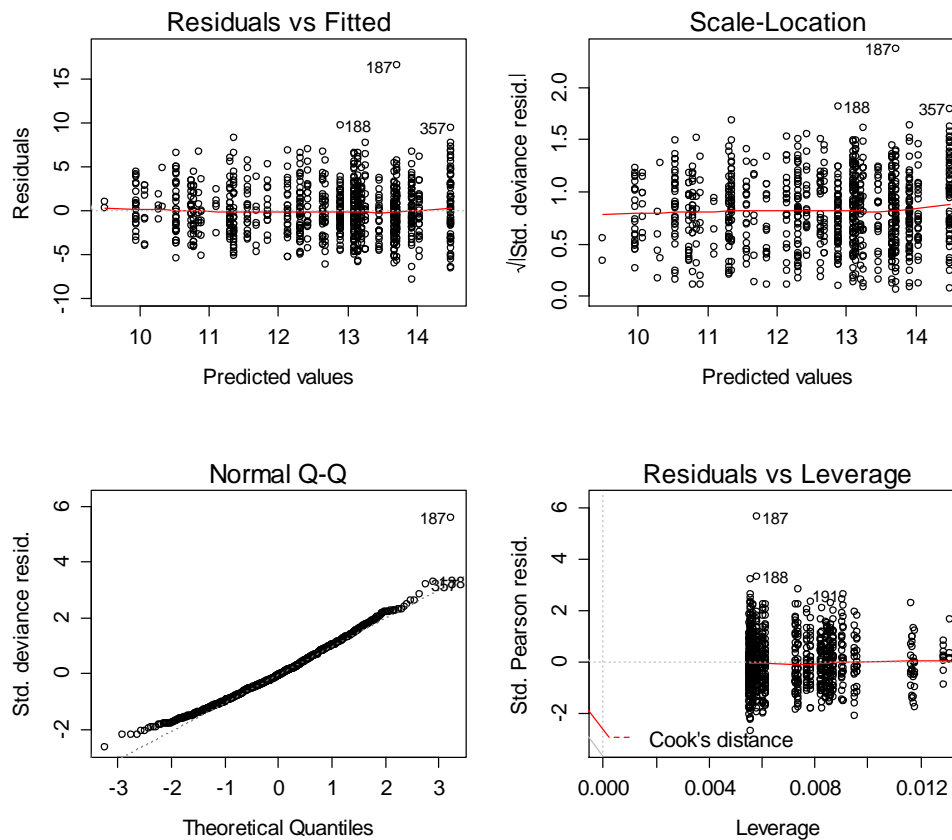 Residuals vs Fitted
Residuals
15
10
5
0
-5
-10
187
188
357
10 11 12 13 14
Predicted values
Scale-Location
√|Std. deviance resid.|
2.0
1.5
1.0
0.5
0.0
187
188
357
10 11 12 13 14
Predicted values
Normal Q-Q
Std. deviance resid.
6
4
2
0
-2
187
188
357
-3 -2 -1 0 1 2 3
Theoretical Quantiles
Residuals vs Leverage
Std. Pearson resid.
6
4
2
0
-2
187
188
Cook's distance
0.000 0.004 0.008 0.012
Leverage